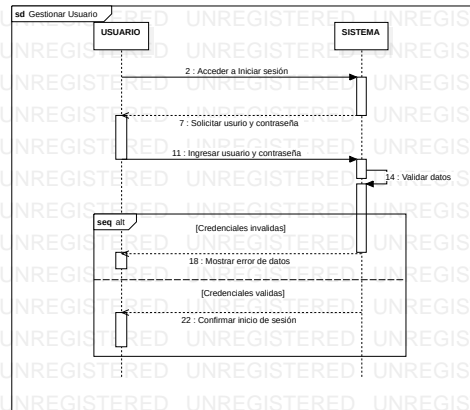 sd Gestionar Usuario
USUARIO
SISTEMA
2 : Acceder a Iniciar sesión
7 : Solicitar usurio y contraseña
11 : Ingresar usuario y contraseña
14 : Validar datos
seq alt
[Credenciales invalidas]
18 : Mostrar error de datos
[Credenciales validas]
22 : Confirmar inicio de sesión
UNREGISTERED